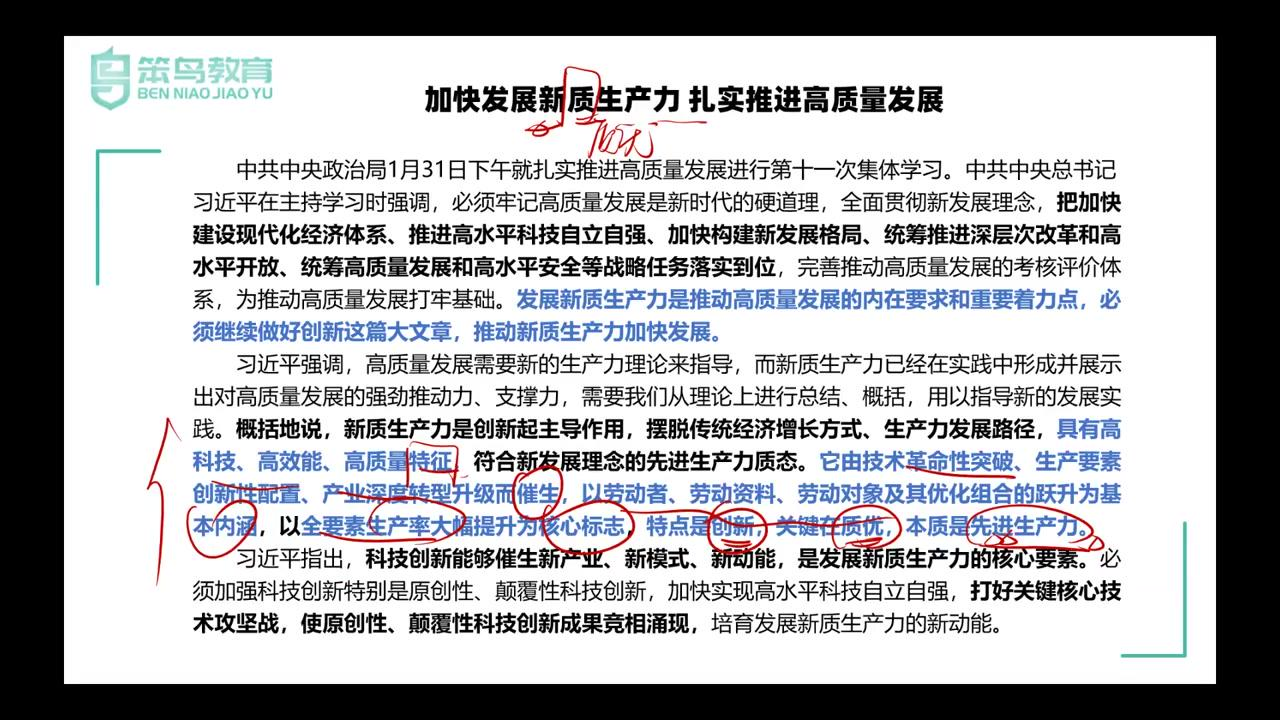 笨鸟教育
BEN NIAO JIAO YU
加快发展新质生产力 扎实推进高质量发展
质优
中共中央政治局1月31日下午就扎实推进高质量发展进行第十一次集体学习。中共中央总书记
习近平在主持学习时强调，必须牢记高质量发展是新时代的硬道理，全面贯彻新发展理念，把加快
建设现代化经济体系、推进高水平科技自立自强、加快构建新发展格局、统筹推进深层次改革和高
水平开放、统筹高质量发展和高水平安全等战略任务落实到位，完善推动高质量发展的考核评价体
系，为推动高质量发展打牢基础。发展新质生产力是推动高质量发展的内在要求和重要着力点，必
须继续做好创新这篇大文章，推动新质生产力加快发展。
习近平强调，高质量发展需要新的生产力理论来指导，而新质生产力已经在实践中形成并展示
出对高质量发展的强劲推动力、支撑力，需要我们从理论上进行总结、概括，用以指导新的发展实
践。概括地说，新质生产力是创新起主导作用，摆脱传统经济增长方式、生产力发展路径，具有高
科技、高效能、高质量特征，符合新发展理念的先进生产力质态。它由技术革命性突破、生产要素
创新性配置、产业深度转型升级而催生，以劳动者、劳动资料、劳动对象及其优化组合的跃升为基
本内涵，以全要素生产率大幅提升为核心标志，特点是创新，关键在质优，本质是先进生产力。
习近平指出，科技创新能够催生新产业、新模式、新动能，是发展新质生产力的核心要素。必
须加强科技创新特别是原创性、颠覆性科技创新，加快实现高水平科技自立自强，打好关键核心技
术攻坚战，使原创性、颠覆性科技创新成果竞相涌现，培育发展新质生产力的新动能。